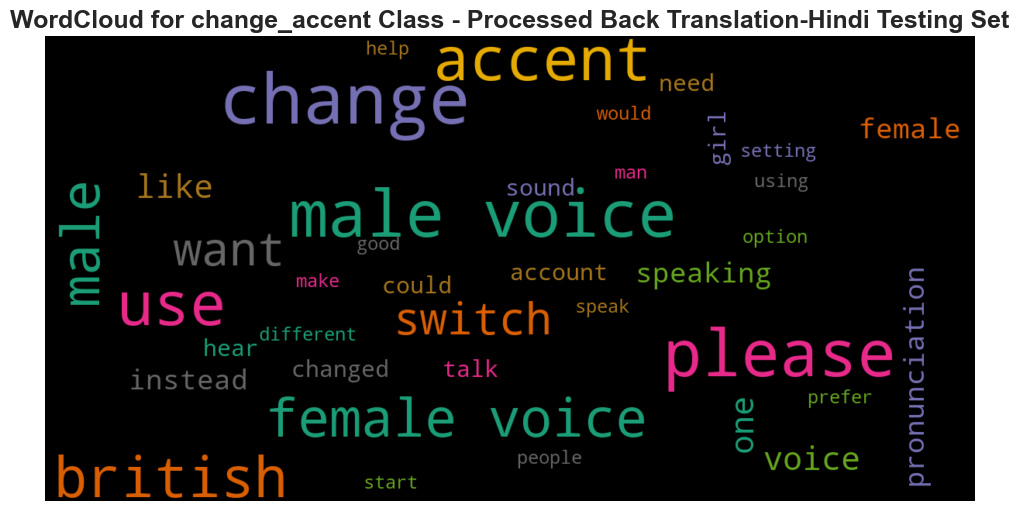 WordCloud for change_accent Class - Processed Back Translation-Hindi Testing Set
help
accent
need
change
would
girl
female
setting
man
using
like
sound
male
male voice
want
good
option
account
speaking
make
could
use
speak
switch
different
hear
pronunciation
please
changed
talk
instead
prefer
female voice
one
voice
people
british
start